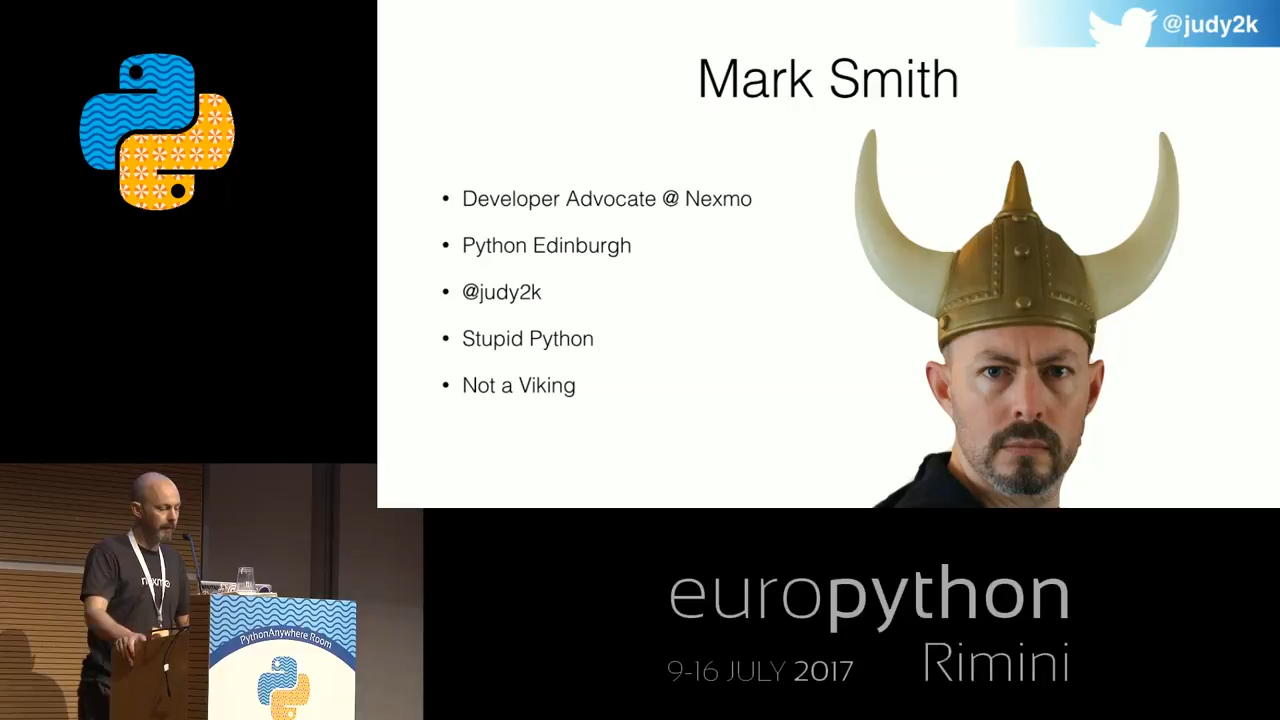 @judy2k
Mark Smith
• Developer Advocate @ Nexmo
• Python Edinburgh
• @judy2k
• Stupid Python
• Not a Viking
nexmo
PythonAnywhere Room
europython
9-16 JULY 2017
Rimini